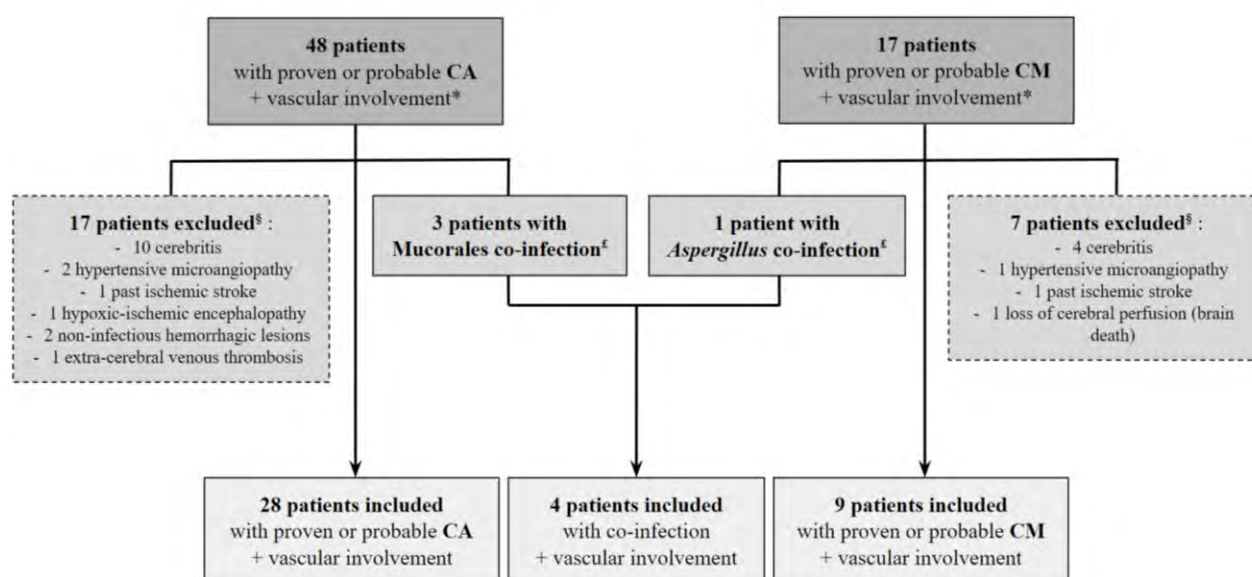 48 patients
with proven or probable CA
+ vascular involvement*
17 patients
with proven or probable CM
+ vascular involvement*
17 patients excluded§ :
- 10 cerebritis
- 2 hypertensive microangiopathy
- 1 past ischemic stroke
- 1 hypoxic-ischemic encephalopathy
- 2 non-infectious hemorrhagic lesions
- 1 extra-cerebral venous thrombosis
3 patients with
Mucorales co-infection£
1 patient with
Aspergillus co-infection£
7 patients excluded§ :
- 4 cerebritis
- 1 hypertensive microangiopathy
- 1 past ischemic stroke
- 1 loss of cerebral perfusion (brain
death)
28 patients included
with proven or probable CA
+ vascular involvement
4 patients included
with co-infection
+ vascular involvement
9 patients included
with proven or probable CM
+ vascular involvement